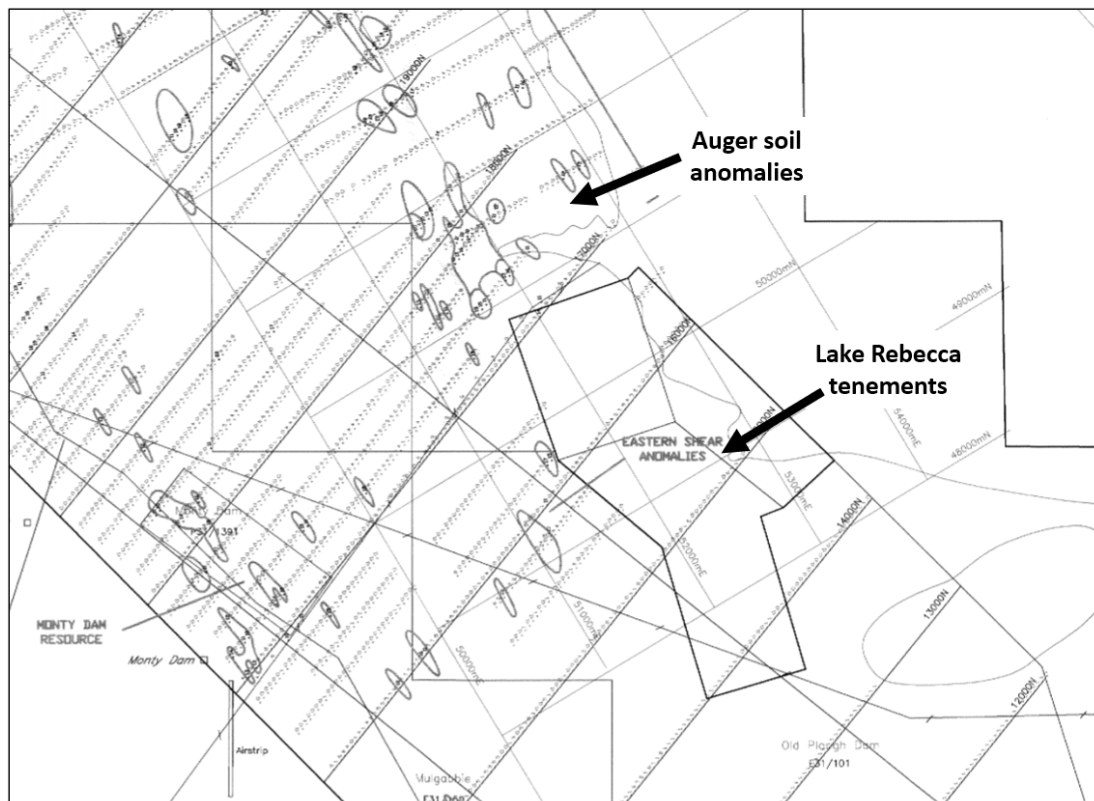 19000N
18000N
Auger soil
anomalies
17000N
50000mN
49000mN
16000N
Lake Rebecca
tenements
54000mE
EASTERN SHEAR
ANOMALIES
48000mN
53000mE
14000N
52000mE
13000N
51000mE
MONTY DAM
RESOURCE
50000mE
Monty Dam
12000N
Airstrip
Old Plough Dam
E31/101
Mulgabbie